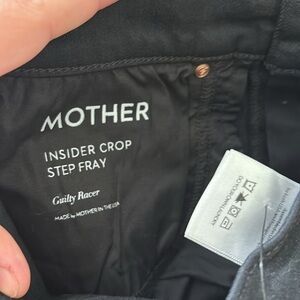 MOTHER
INSIDER CROP
STEP FRAY
Guilty Racer
MADE by MOTHER IN THE USA